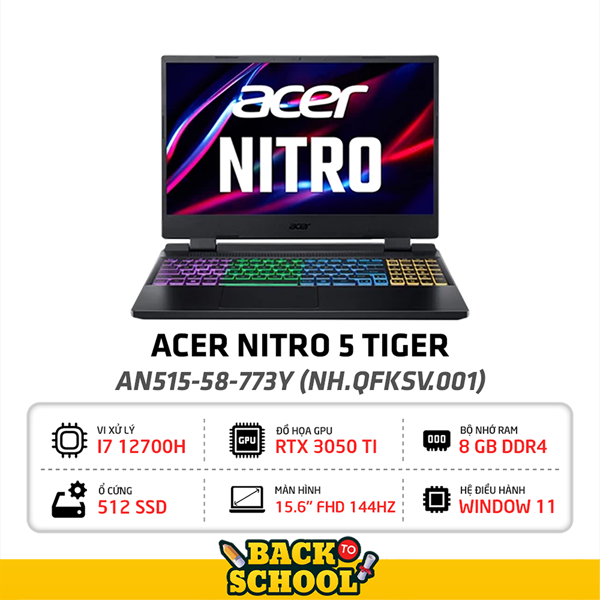 acer
NITRO
acer
ACER NITRO 5 TIGER
AN515-58-773Y (NH.QFKSV.001)
VI XỬ LÝ
I7 12700H
GPU
ĐỒ HỌA GPU
RTX 3050 TI
BỘ NHỚ RAM
8 GB DDR4
Ổ CỨNG
512 SSD
MÀN HÌNH
15.6” FHD 144HZ
HỆ ĐIỀU HÀNH
WINDOW 11
BACK TO
SCHOOL